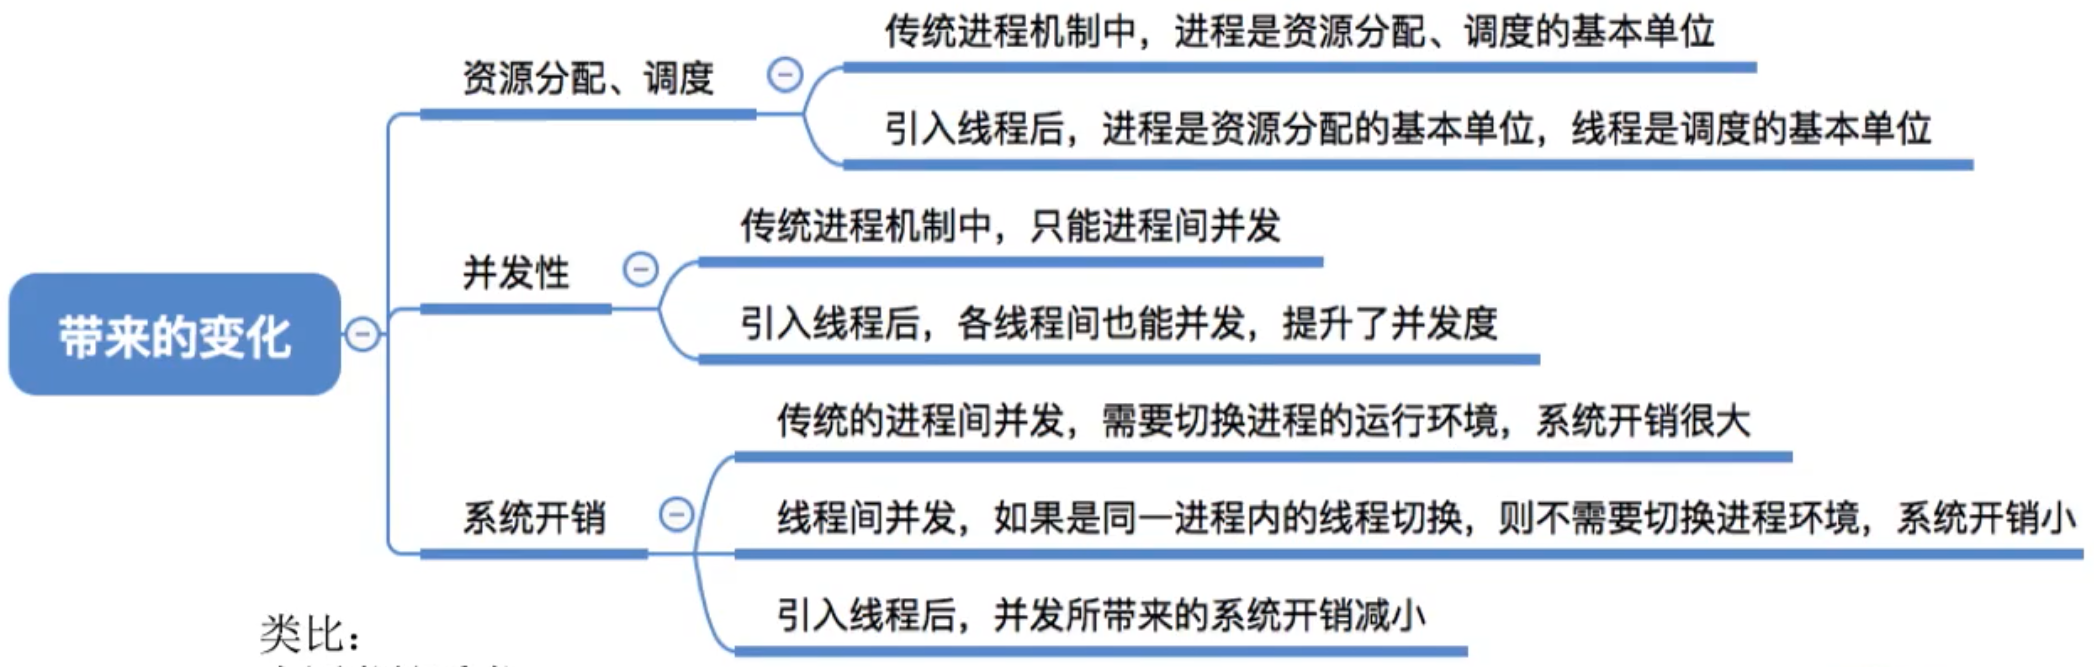 带来的变化
资源分配、调度
传统进程机制中，进程是资源分配、调度的基本单位
引入线程后，进程是资源分配的基本单位，线程是调度的基本单位
并发性
传统进程机制中，只能进程间并发
引入线程后，各线程间也能并发，提升了并发度
系统开销
传统的进程间并发，需要切换进程的运行环境，系统开销很大
线程间并发，如果是同一进程内的线程切换，则不需要切换进程环境，系统开销小
引入线程后，并发所带来的系统开销减小
类比：